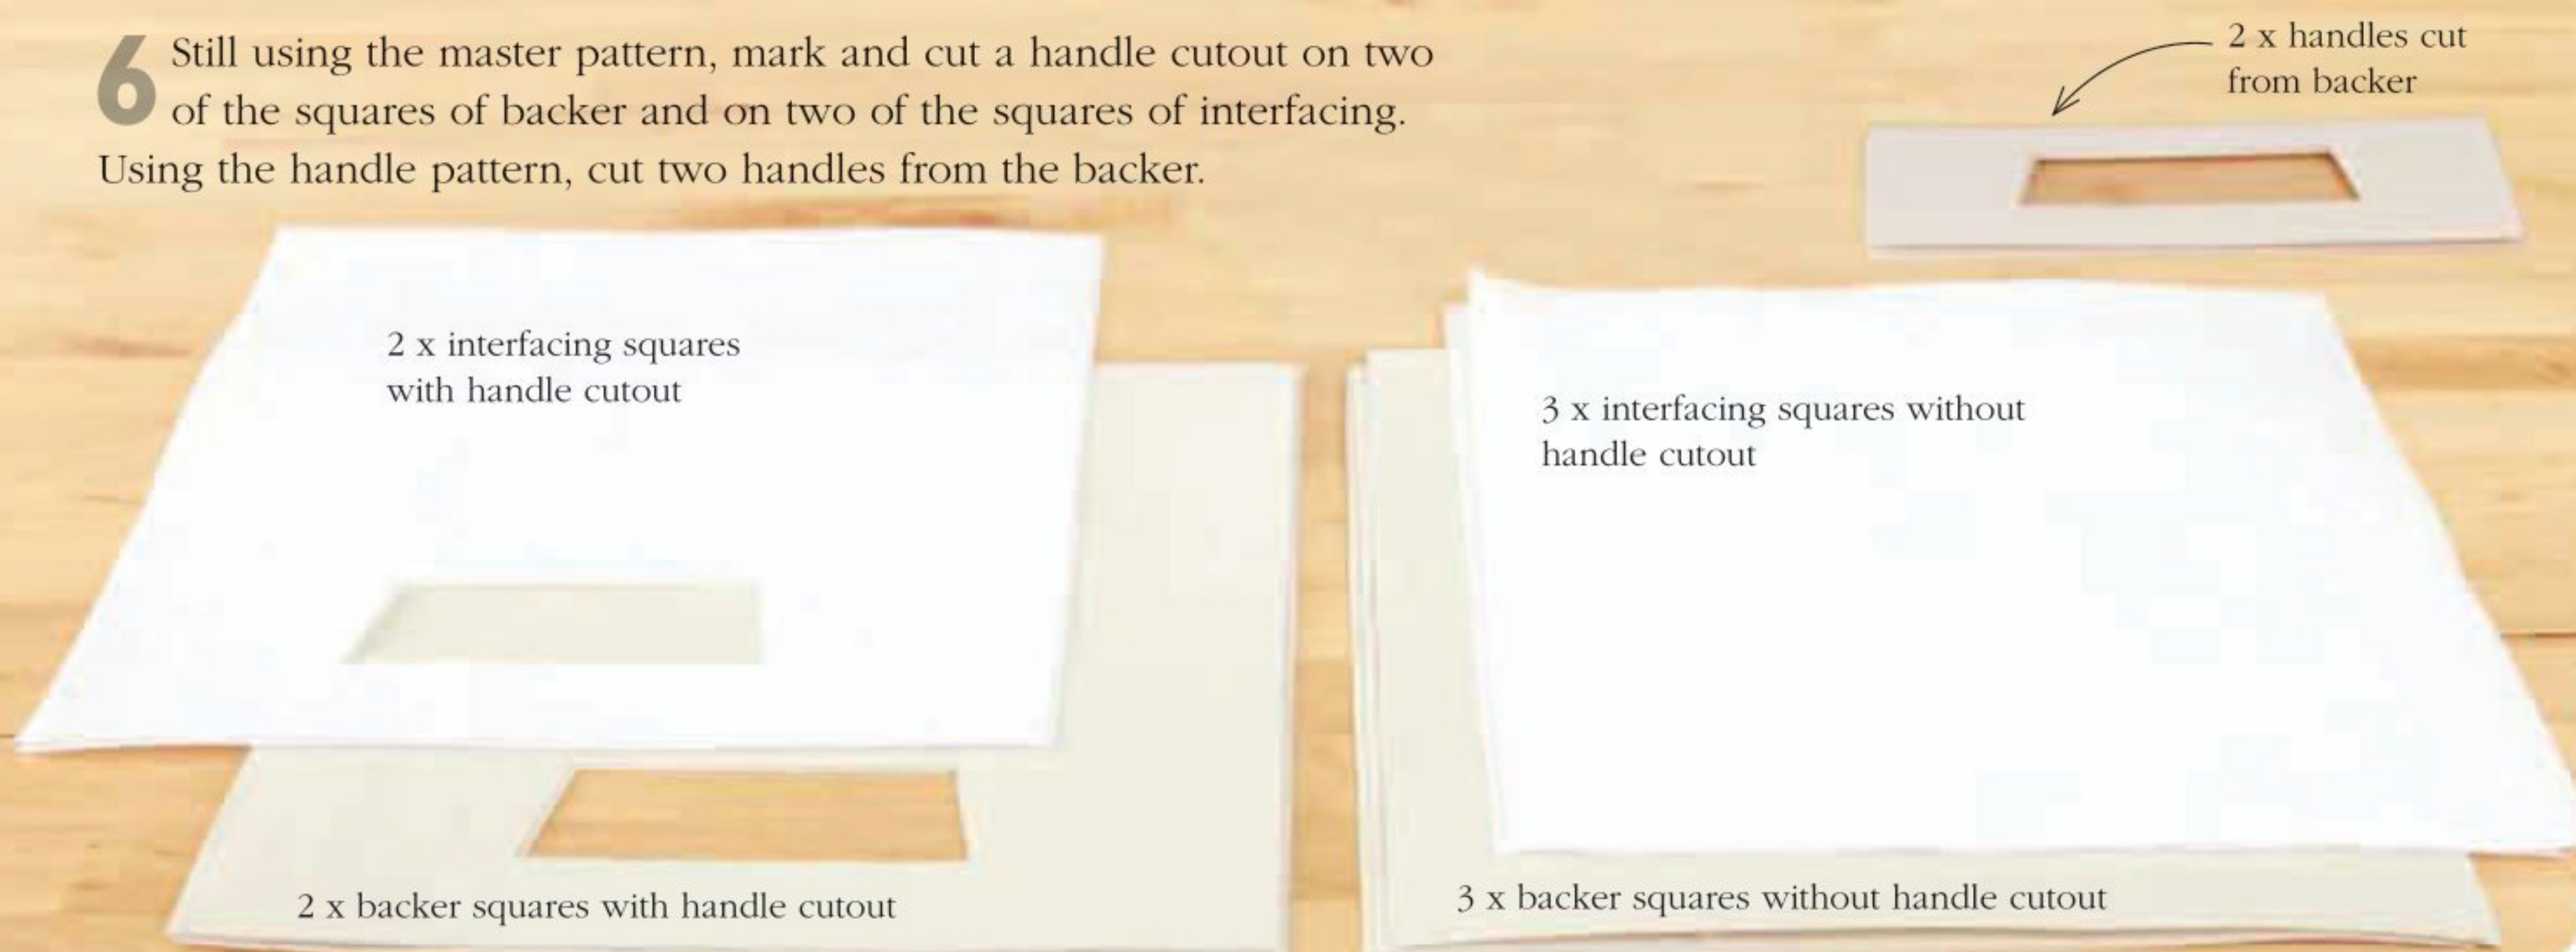 6 Still using the master pattern, mark and cut a handle cutout on two
of the squares of backer and on two of the squares of interfacing.
Using the handle pattern, cut two handles from the backer.
2 x handles cut
from backer
2 x interfacing squares
with handle cutout
3 x interfacing squares without
handle cutout
2 x backer squares with handle cutout
3 x backer squares without handle cutout